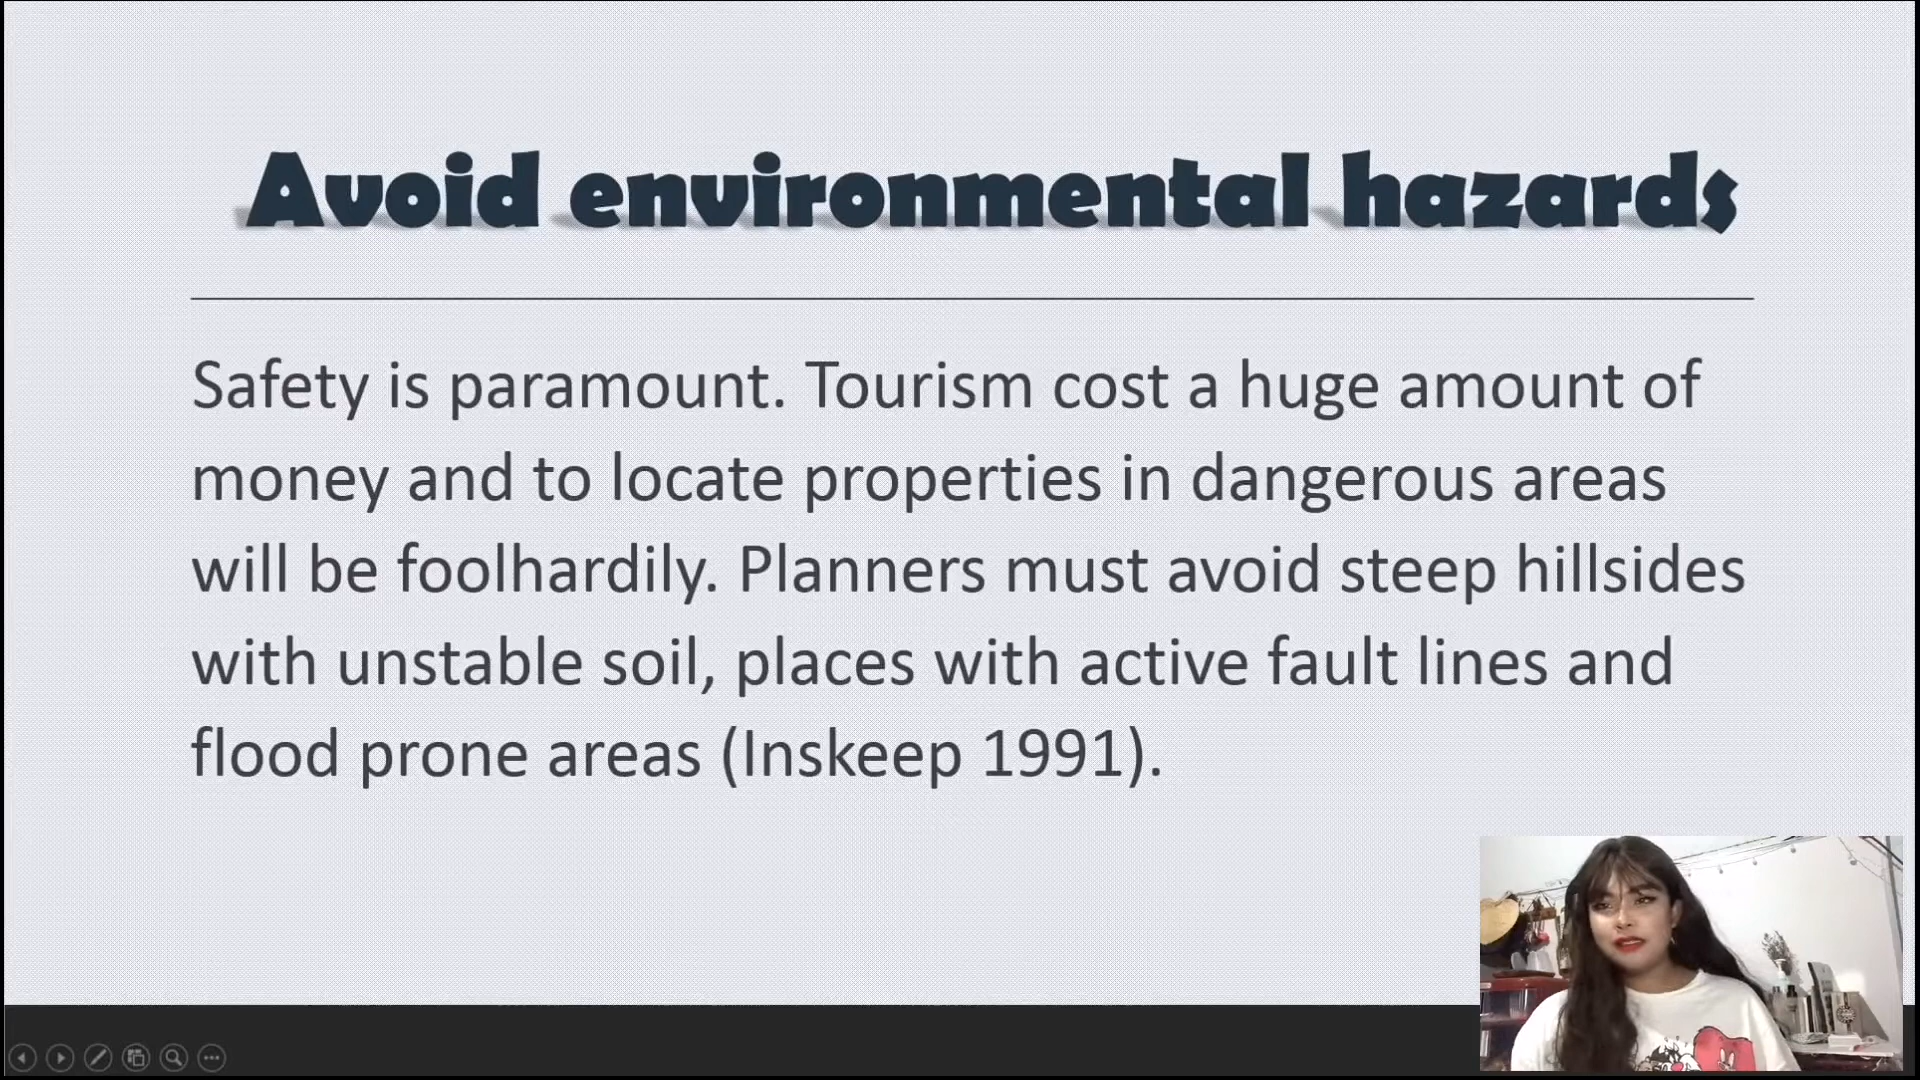 Avoid environmental hazards
Safety is paramount. Tourism cost a huge amount of
money and to locate properties in dangerous areas
will be foolhardily. Planners must avoid steep hillsides
with unstable soil, places with active fault lines and
flood prone areas (Inskeep 1991).